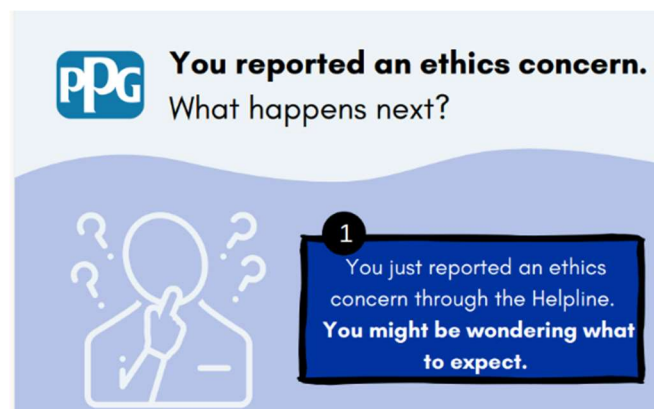 PPG
You reported an ethics concern.
What happens next?
1
You just reported an ethics
concern through the Helpline.
You might be wondering what
to expect.